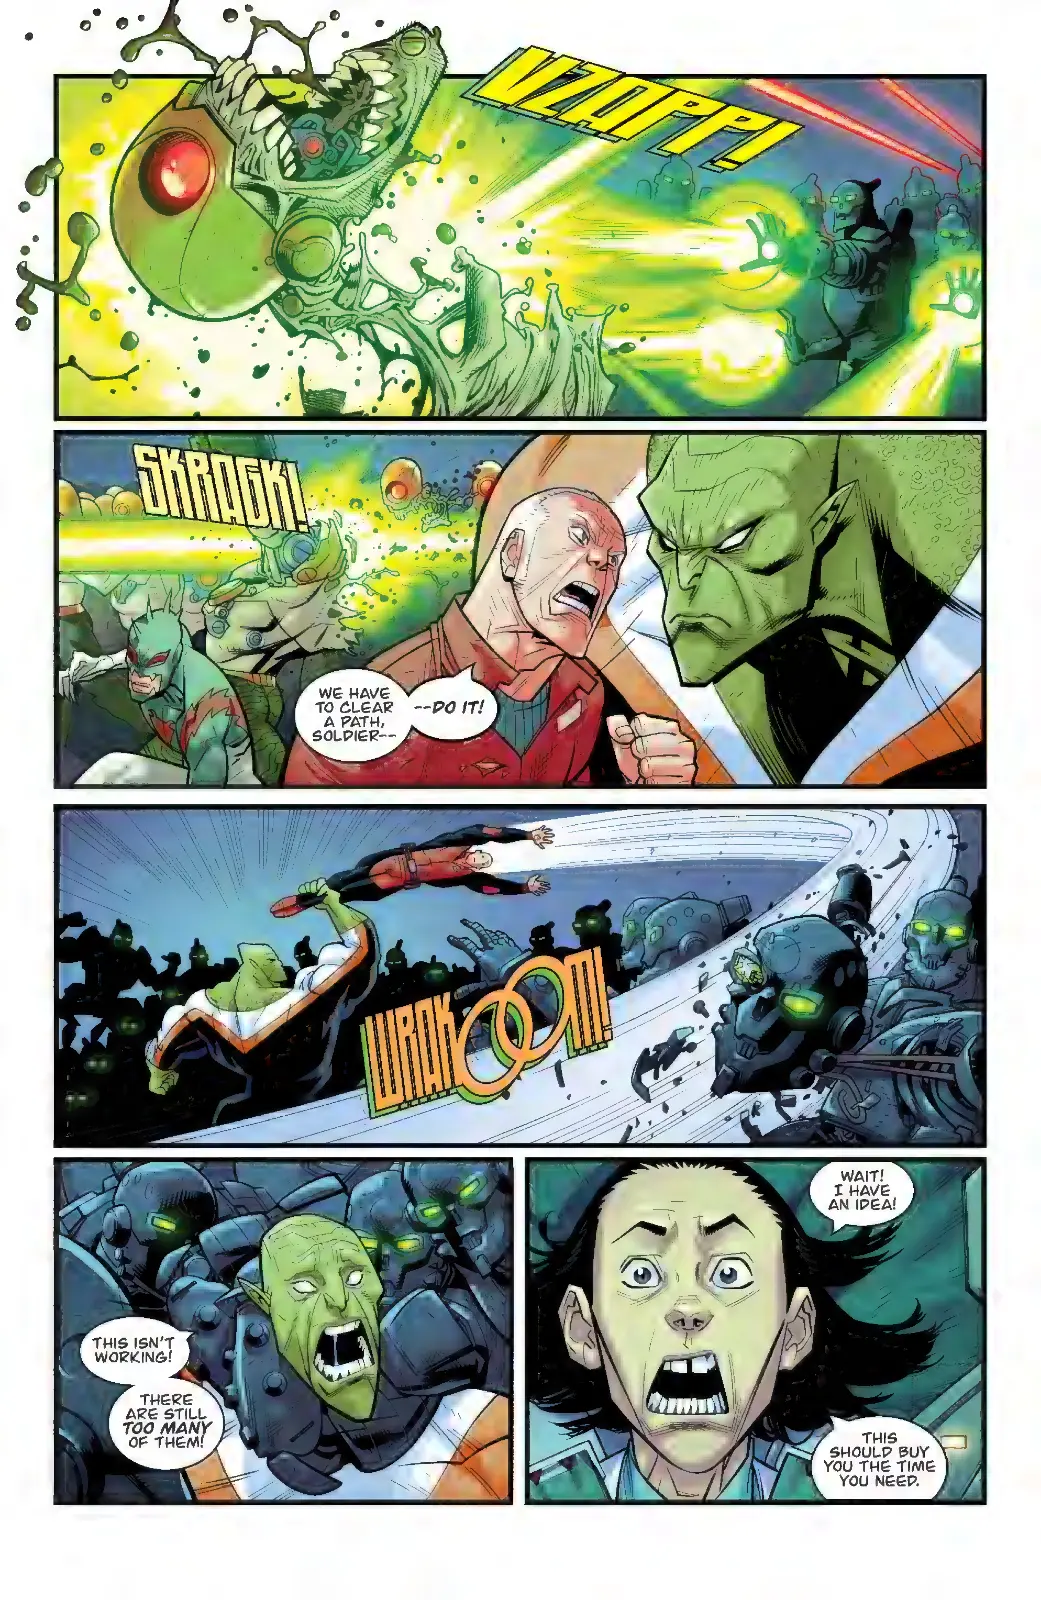 VZOPP!
SKRAGK!
WE HAVE
TO CLEAR
A PATH,
SOLDIER--
--DO IT!
WRAKOOOM!
THIS ISN'T
WORKING!
THERE
ARE STILL
TOO MANY
OF THEM!
WAIT!
I HAVE
AN IDEA!
THIS
SHOULD BUY
YOU THE TIME
YOU NEED.